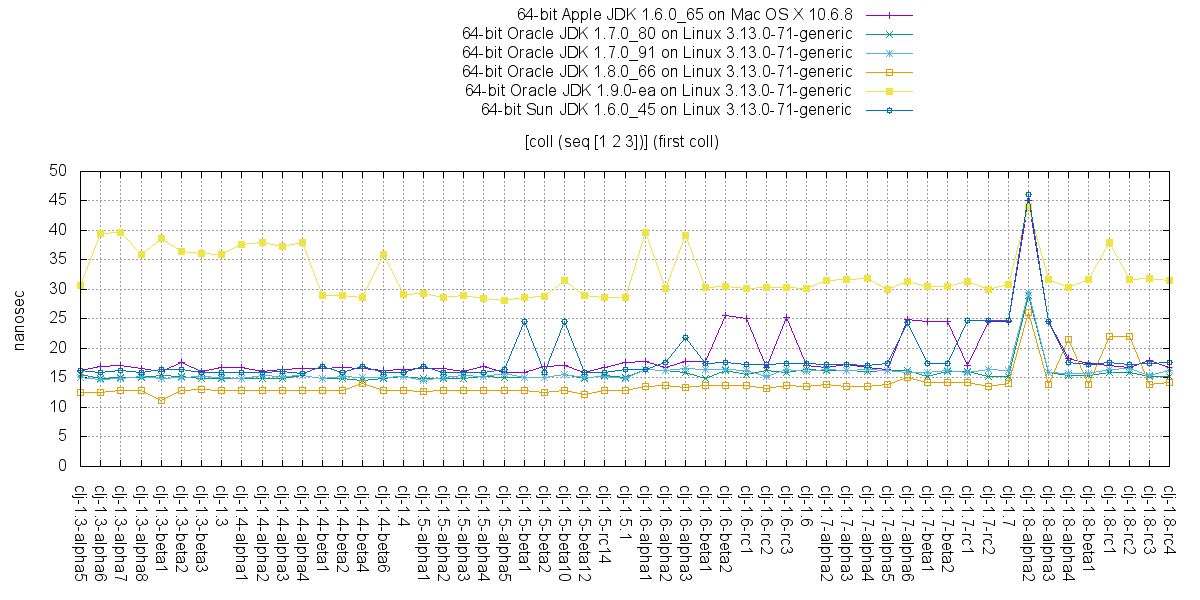 64-bit Apple JDK 1.6.0_65 on Mac OS X 10.6.8
64-bit Oracle JDK 1.7.0_80 on Linux 3.13.0-71-generic
64-bit Oracle JDK 1.7.0_91 on Linux 3.13.0-71-generic
64-bit Oracle JDK 1.8.0_66 on Linux 3.13.0-71-generic
64-bit Oracle JDK 1.9.0-ea on Linux 3.13.0-71-generic
64-bit Sun JDK 1.6.0_45 on Linux 3.13.0-71-generic
[coll (seq [1 2 3])] (first coll)
nanosec
50
45
40
35
30
25
20
15
10
5
0
clj-1.3-alpha5
clj-1.3-alpha6
clj-1.3-alpha7
clj-1.3-alpha8
clj-1.3-beta1
clj-1.3-beta2
clj-1.3-beta3
clj-1.3
clj-1.4-alpha1
clj-1.4-alpha2
clj-1.4-alpha3
clj-1.4-alpha4
clj-1.4-beta1
clj-1.4-beta2
clj-1.4-beta4
clj-1.4-beta6
clj-1.4
clj-1.5-alpha1
clj-1.5-alpha2
clj-1.5-alpha3
clj-1.5-alpha4
clj-1.5-alpha5
clj-1.5-beta1
clj-1.5-beta2
clj-1.5-beta10
clj-1.5-beta12
clj-1.5-rc14
clj-1.5.1
clj-1.6-alpha1
clj-1.6-alpha2
clj-1.6-alpha3
clj-1.6-beta1
clj-1.6-beta2
clj-1.6-rc1
clj-1.6-rc2
clj-1.6-rc3
clj-1.6
clj-1.7-alpha2
clj-1.7-alpha3
clj-1.7-alpha4
clj-1.7-alpha5
clj-1.7-alpha6
clj-1.7-beta1
clj-1.7-beta2
clj-1.7-rc1
clj-1.7-rc2
clj-1.7
clj-1.8-alpha2
clj-1.8-alpha3
clj-1.8-alpha4
clj-1.8-beta1
clj-1.8-rc1
clj-1.8-rc2
clj-1.8-rc3
clj-1.8-rc4